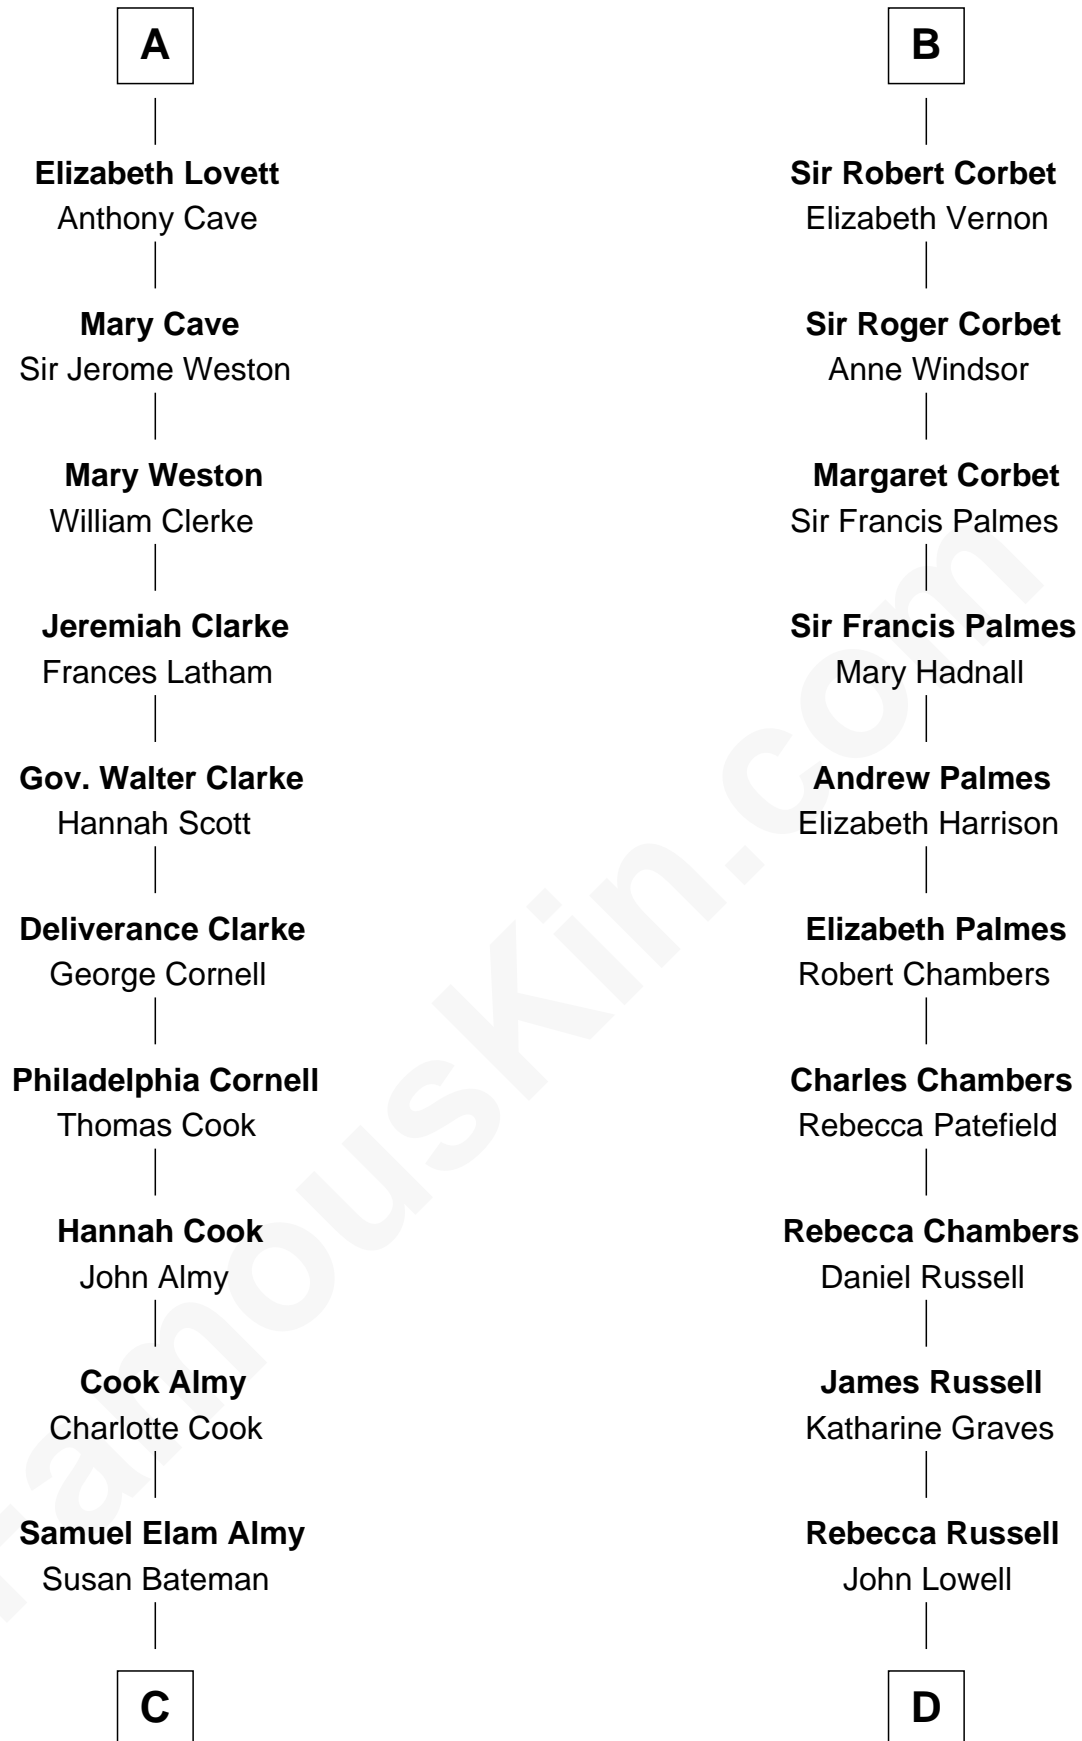 A
Elizabeth Lovett
Anthony Cave
Mary Cave
Sir Jerome Weston
Mary Weston
William Clerke
Jeremiah Clarke
Frances Latham
Gov. Walter Clarke
Hannah Scott
Deliverance Clarke
George Cornell
Philadelphia Cornell
Thomas Cook
Hannah Cook
John Almy
Cook Almy
Charlotte Cook
Samuel Elam Almy
Susan Bateman
C
B
Sir Robert Corbet
Elizabeth Vernon
Sir Roger Corbet
Anne Windsor
Margaret Corbet
Sir Francis Palmes
Sir Francis Palmes
Mary Hadnall
Andrew Palmes
Elizabeth Harrison
Elizabeth Palmes
Robert Chambers
Charles Chambers
Rebecca Patefield
Rebecca Chambers
Daniel Russell
James Russell
Katharine Graves
Rebecca Russell
John Lowell
D
FamousKin.com